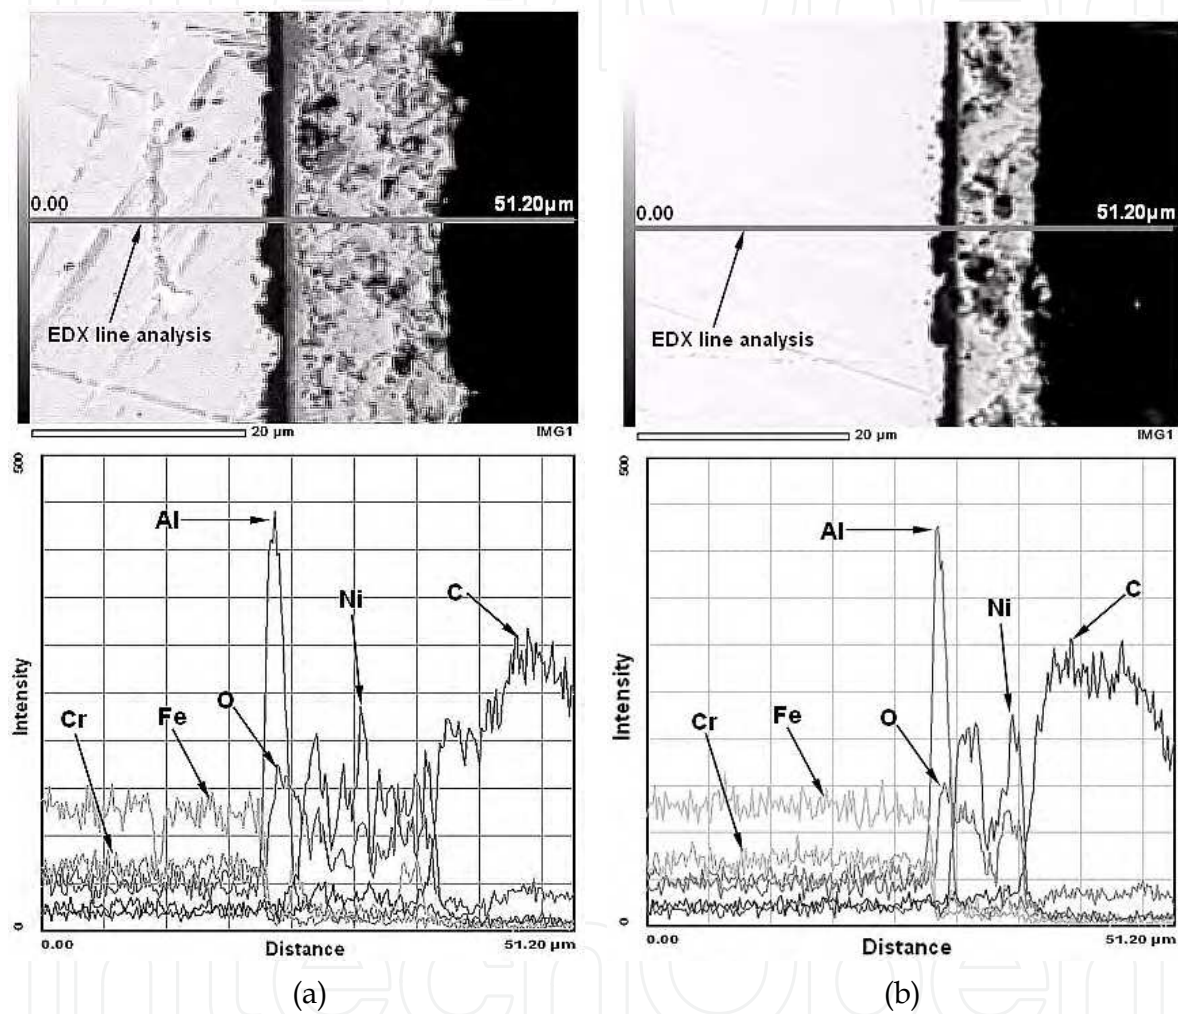 0.00 51.20µm
EDX line analysis
20 µm IMG1
500
Al
Ni
C
O
Fe
Cr
Intensity
0
0.00 51.20 µm
Distance
(a)
0.00 51.20µm
EDX line analysis
20 µm IMG1
500
Al
C
Ni
O
Fe
Cr
Intensity
0
0.00 51.20 µm
Distance
(b)